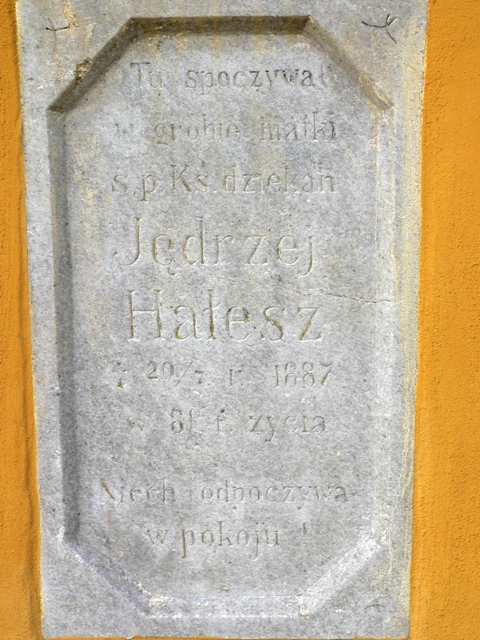 Tu spoczywa
w grobie matki
ś.p. Ks. dziekan
Jędrzej
Hałesz
† 20/7 r. 1887
w 81 r. życia
Niech odpoczywa
w pokoju !